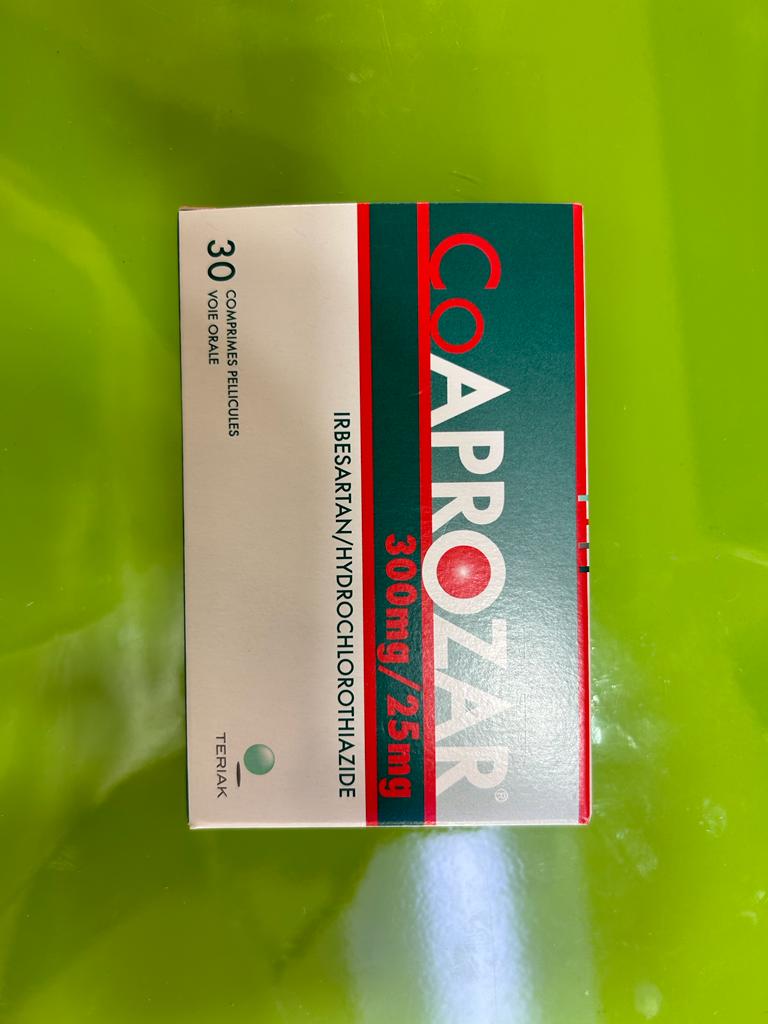 CoAPROZAR®
300mg/25mg
IRBESARTAN/HYDROCHLOROTHIAZIDE
30 COMPRIMES PELLICULES
VOIE ORALE
TERIAK